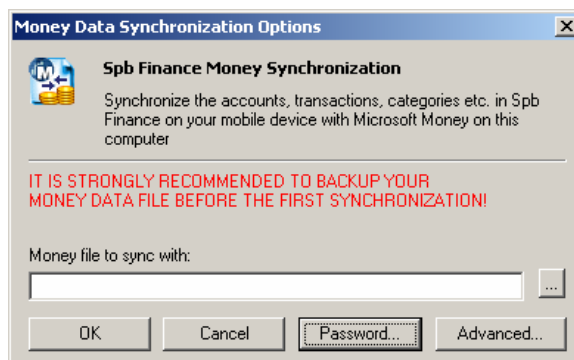 Money Data Synchronization Options
Spb Finance Money Synchronization
Synchronize the accounts, transactions, categories etc. in Spb
Finance on your mobile device with Microsoft Money on this
computer
IT IS STRONGLY RECOMMENDED TO BACKUP YOUR
MONEY DATA FILE BEFORE THE FIRST SYNCHRONIZATION!
Money file to sync with:
...
OK Cancel Password... Advanced...